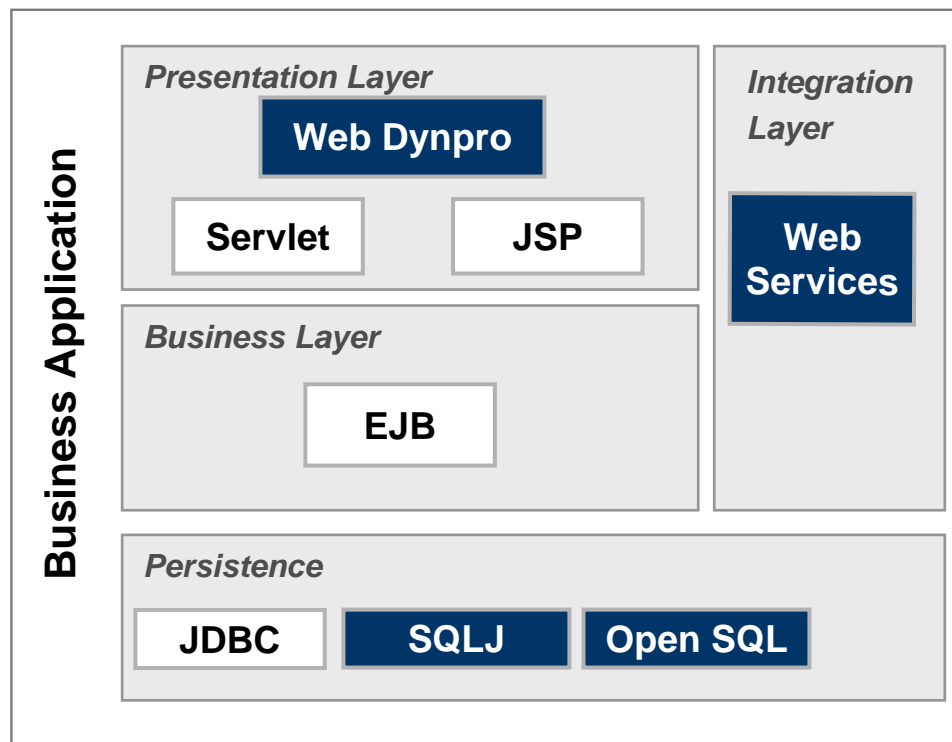 Business Application
Presentation Layer
Web Dynpro
Servlet
JSP
Integration
Layer
Web
Services
Business Layer
EJB
Persistence
JDBC
SQLJ
Open SQL